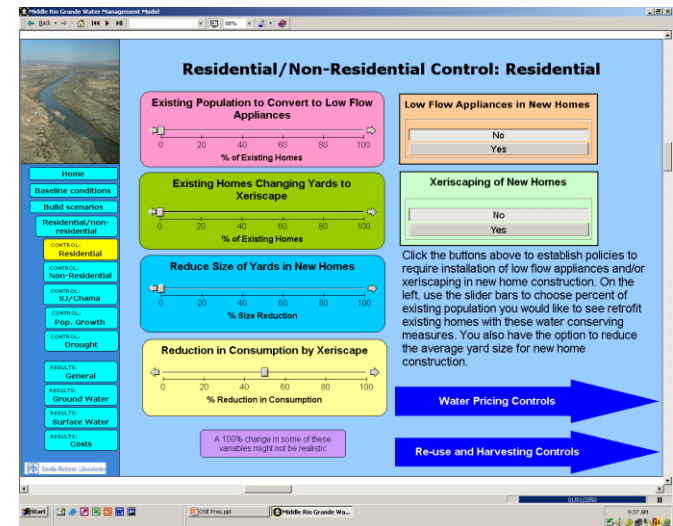 Middle Rio Grande Water Management Model
Back
88%
Residential/Non-Residential Control: Residential
Existing Population to Convert to Low Flow
Appliances
0 20 40 60 80 100
% of Existing Homes
Low Flow Appliances in New Homes
No
Yes
Home
Baseline conditions
Build scenarios
Residential/non-
residential
CONTROL:
Residential
CONTROL:
Non-Residential
CONTROL:
SJ/Chama
CONTROL:
Pop. Growth
CONTROL:
Drought
RESULTS:
General
RESULTS:
Ground Water
RESULTS:
Surface Water
RESULTS:
Costs
Sandia National Laboratories
Existing Homes Changing Yards to
Xeriscape
0 20 40 60 80 100
% of Existing Homes
Xeriscaping of New Homes
No
Yes
Reduce Size of Yards in New Homes
0 20 40 60 80 100
% Size Reduction
Click the buttons above to establish policies to
require installation of low flow appliances and/or
xeriscaping in new home construction. On the
left, use the slider bars to choose percent of
existing population you would like to see retrofit
existing homes with these water conserving
measures. You also have the option to reduce
the average yard size for new home
construction.
Reduction in Consumption by Xeriscape
0 20 40 60 80 100
% Reduction in Consumption
Water Pricing Controls
A 100% change in some of these
variables might not be realistic
Re-use and Harvesting Controls
01/01/2050
Start
OSE Pres.ppt
Middle Rio Grande Wa...
9:37 AM